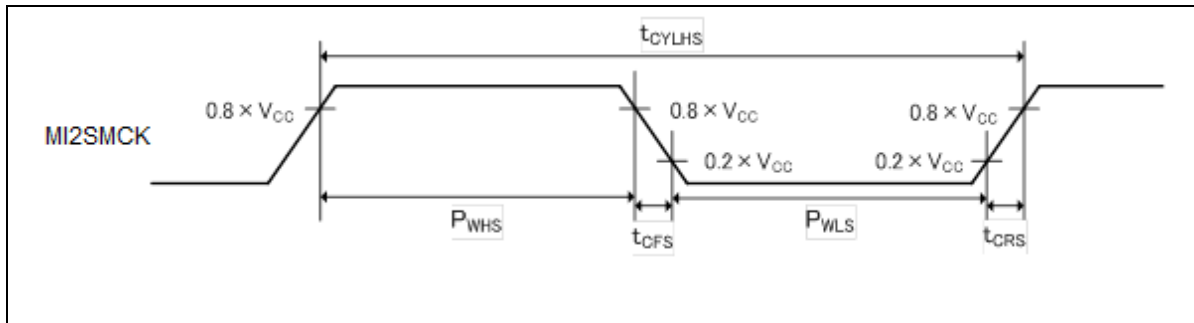 tCYLHS
0.8 × VCC
0.8 × VCC
0.8 × VCC
MI2SMCK
0.2 × VCC
0.2 × VCC
PWHS
PWLS
tCFS
tCRS